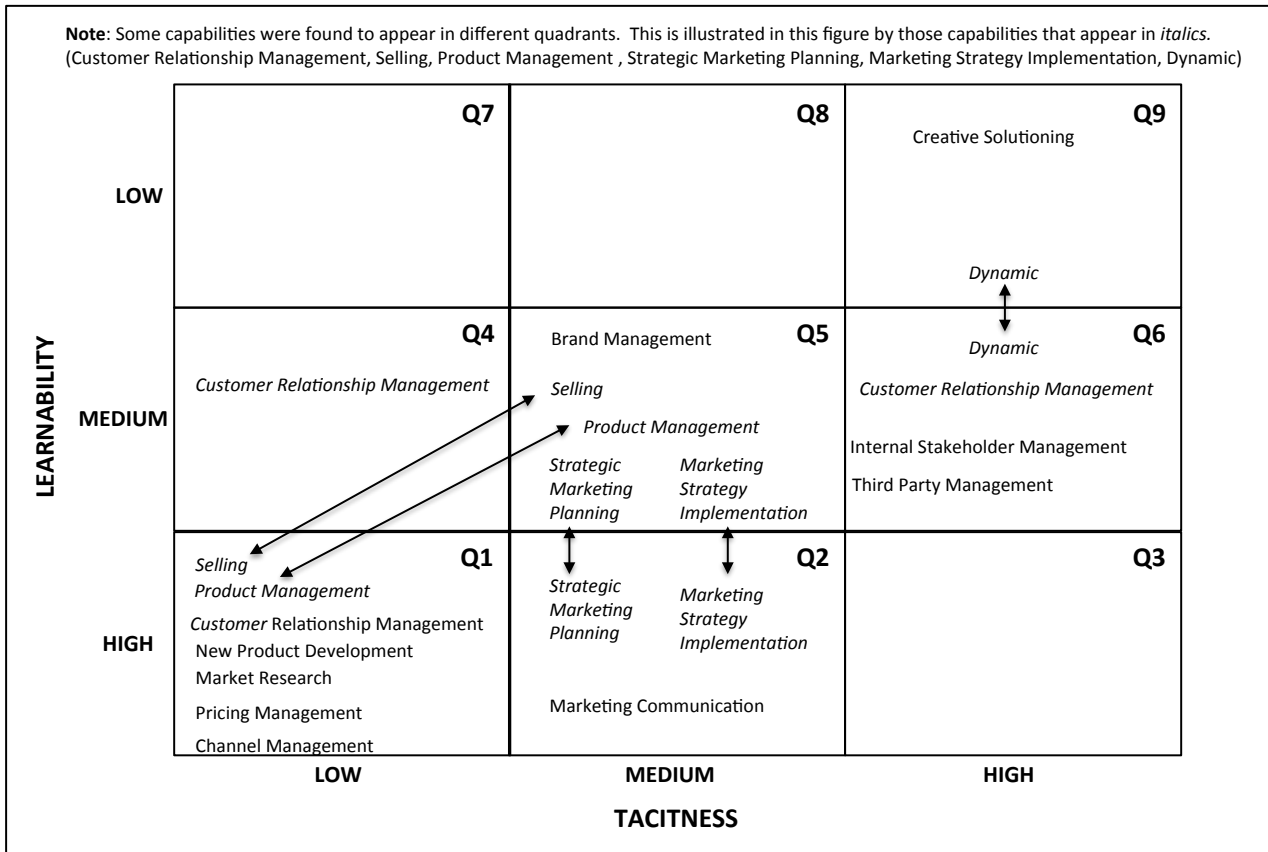 Note: Some capabilities were found to appear in different quadrants. This is illustrated in this figure by those capabilities that appear in italics.
(Customer Relationship Management, Selling, Product Management , Strategic Marketing Planning, Marketing Strategy Implementation, Dynamic)
Q7
Q8
Q9
Creative Solutioning
LOW
Dynamic
Q4
Q5
Q6
Brand Management
Dynamic
Customer Relationship Management
Selling
Customer Relationship Management
LEARNABILITY
MEDIUM
Product Management
Internal Stakeholder Management
Strategic
Marketing
Planning
Marketing
Strategy
Implementation
Third Party Management
Q1
Q2
Q3
Selling
Product Management
Customer Relationship Management
New Product Development
Market Research
Pricing Management
Channel Management
Strategic
Marketing
Planning
Marketing
Strategy
Implementation
Marketing Communication
HIGH
LOW
MEDIUM
HIGH
TACITNESS